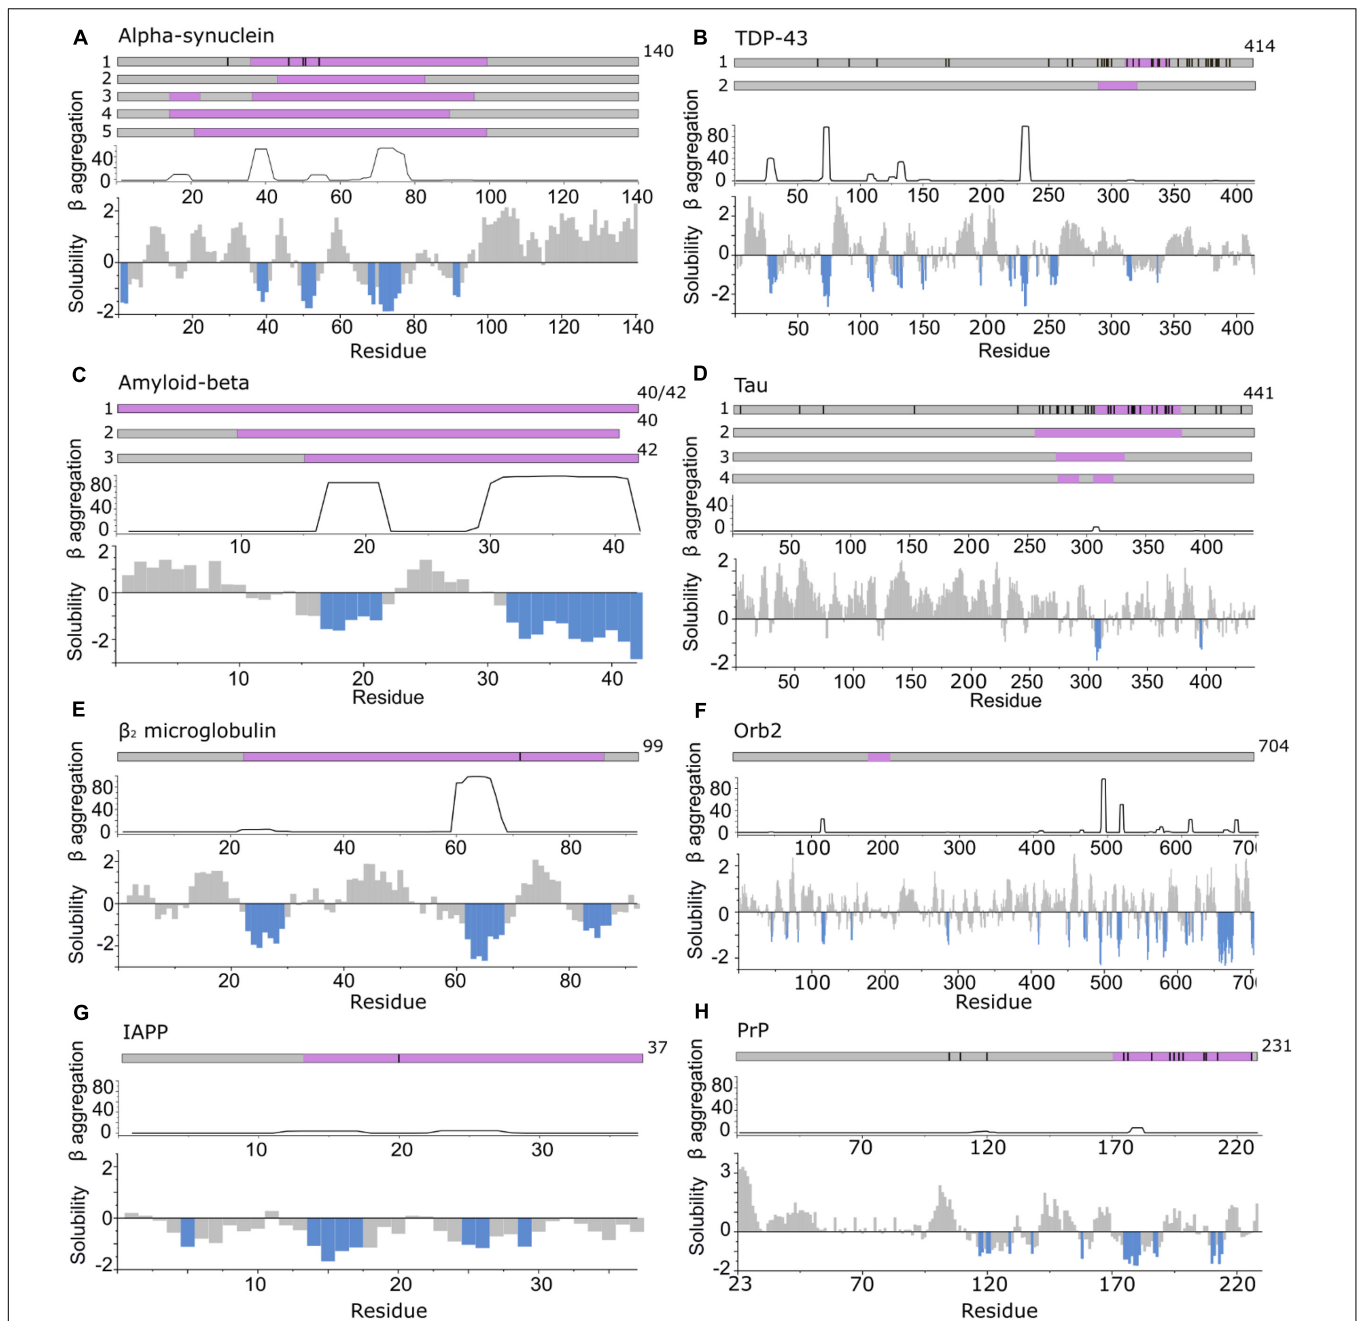 A Alpha-synuclein
140
1
2
3
4
5
β aggregation
40
0
20 40 60 80 100 120 140
Solubility
2
0
-2
20 40 60 80 100 120 140
Residue
B TDP-43
414
1
2
β aggregation
80
40
0
50 100 150 200 250 300 350 400
Solubility
2
0
-2
50 100 150 200 250 300 350 400
Residue
C Amyloid-beta
40/42
1
40
2
42
3
β aggregation
80
40
0
10 20 30 40
Solubility
2
0
-2
10 20 30 40
Residue
D Tau
441
1
2
3
4
β aggregation
40
0
50 100 150 200 250 300 350 400
Solubility
2
0
-2
50 100 150 200 250 300 350 400
Residue
E β₂ microglobulin
99
β aggregation
80
40
0
20 40 60 80
Solubility
2
0
-2
20 40 60 80
Residue
F Orb2
704
β aggregation
80
40
0
100 200 300 400 500 600 700
Solubility
2
0
-2
100 200 300 400 500 600 700
Residue
G IAPP
37
β aggregation
80
40
0
10 20 30
Solubility
2
0
-2
10 20 30
Residue
H PrP
231
β aggregation
80
40
0
70 120 170 220
Solubility
3
0
-2
23 70 120 170 220
Residue